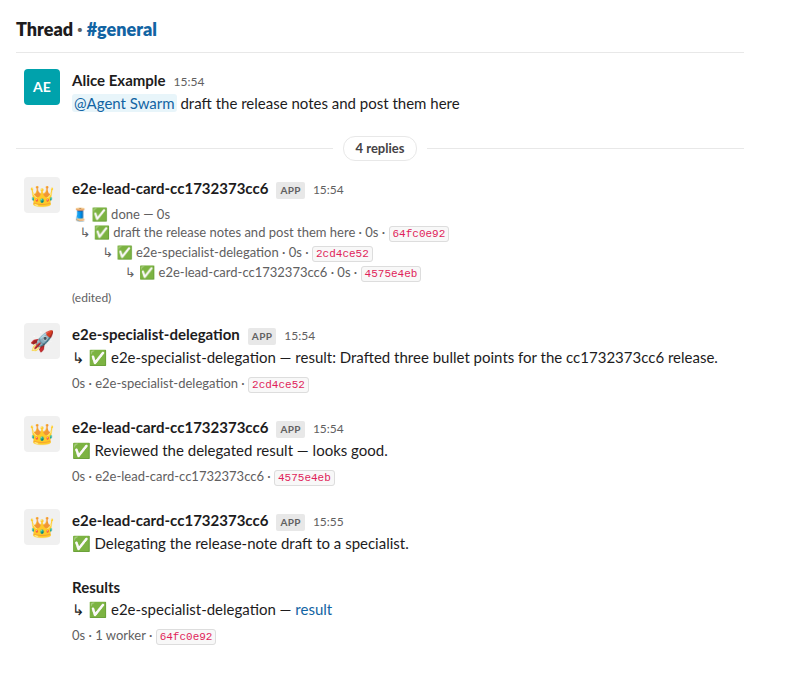 Thread • #general
AE
Alice Example 15:54
@Agent Swarm draft the release notes and post them here
4 replies
e2e-lead-card-cc1732373cc6 APP 15:54
🧵 ✅ done — 0s
↳ ✅ draft the release notes and post them here · 0s · 64fc0e92
↳ ✅ e2e-specialist-delegation · 0s · 2cd4ce52
↳ ✅ e2e-lead-card-cc1732373cc6 · 0s · 4575e4eb
(edited)
e2e-specialist-delegation APP 15:54
↳ ✅ e2e-specialist-delegation — result: Drafted three bullet points for the cc1732373cc6 release.
0s · e2e-specialist-delegation · 2cd4ce52
e2e-lead-card-cc1732373cc6 APP 15:54
✅ Reviewed the delegated result — looks good.
0s · e2e-lead-card-cc1732373cc6 · 4575e4eb
e2e-lead-card-cc1732373cc6 APP 15:55
✅ Delegating the release-note draft to a specialist.
Results
↳ ✅ e2e-specialist-delegation — result
0s · 1 worker · 64fc0e92